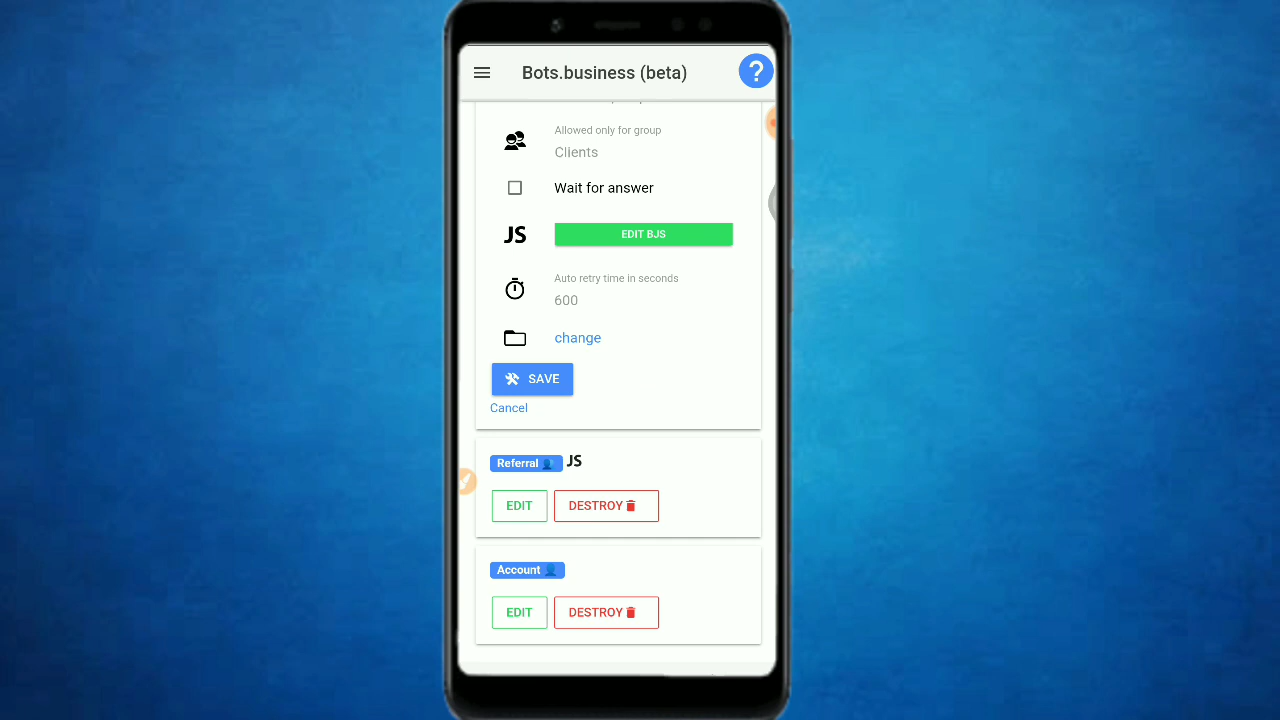 Bots.business (beta)
?
Allowed only for group
Clients
Wait for answer
JS
EDIT BJS
Auto retry time in seconds
600
change
SAVE
Cancel
Referral 👤 JS
EDIT DESTROY
Account 👤
EDIT DESTROY